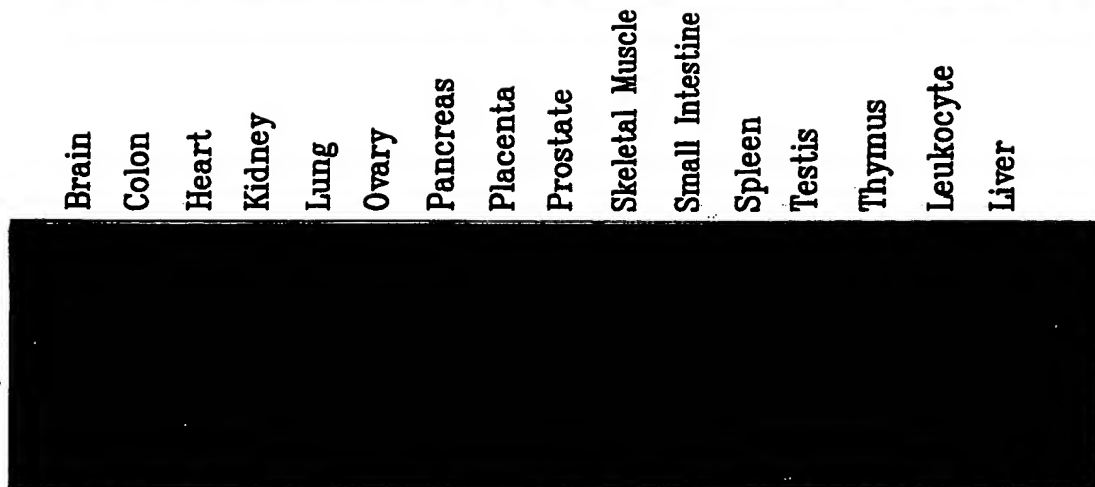 Brain
Colon
Heart
Kidney
Lung
Ovary
Pancreas
Placenta
Prostate
Skeletal Muscle
Small Intestine
Spleen
Testis
Thymus
Leukocyte
Liver